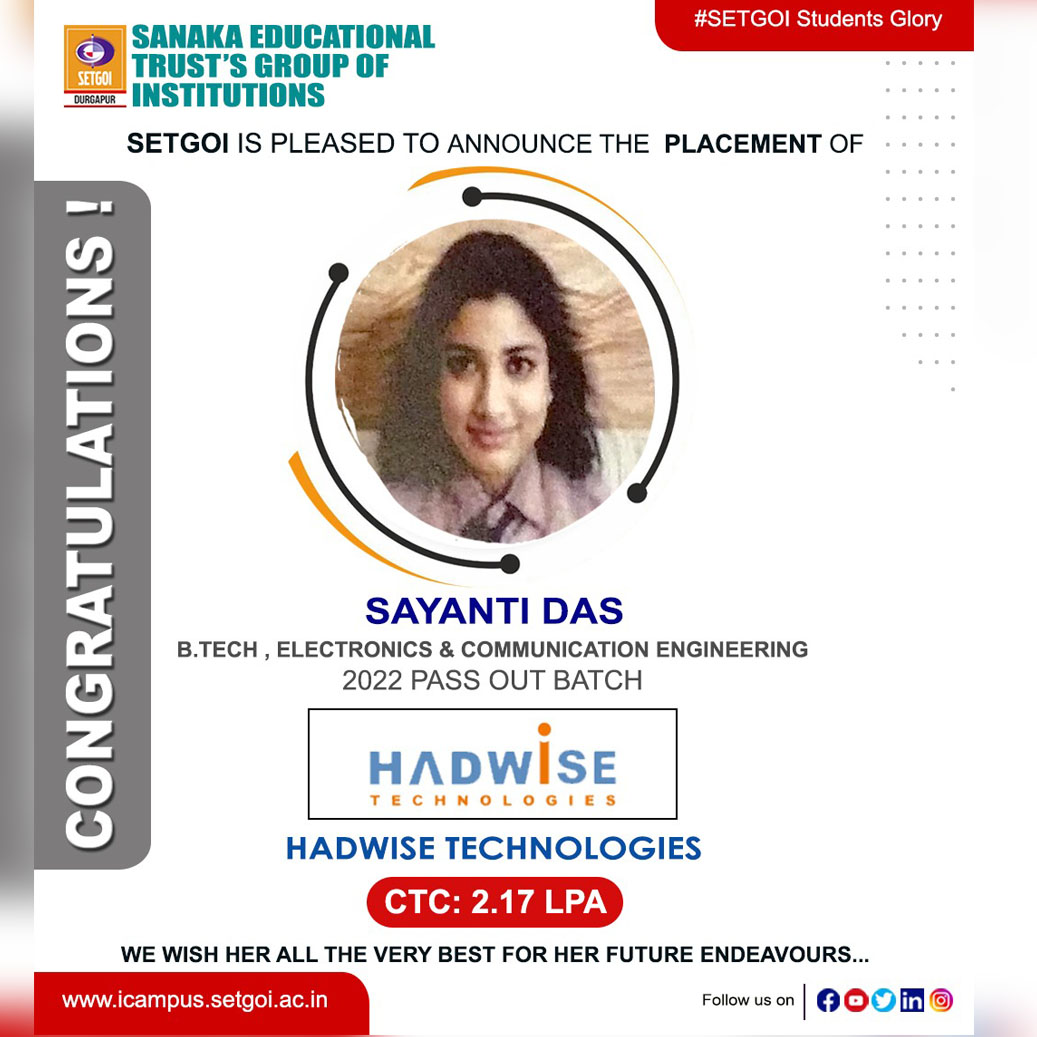 #SETGOI Students Glory
SETGOI
DURGAPUR
SANAKA EDUCATIONAL
TRUST'S GROUP OF
INSTITUTIONS
SETGOI IS PLEASED TO ANNOUNCE THE PLACEMENT OF
CONGRATULATIONS !
SAYANTI DAS
B.TECH , ELECTRONICS & COMMUNICATION ENGINEERING
2022 PASS OUT BATCH
HADWiSE
TECHNOLOGIES
HADWISE TECHNOLOGIES
CTC: 2.17 LPA
WE WISH HER ALL THE VERY BEST FOR HER FUTURE ENDEAVOURS...
www.icampus.setgoi.ac.in
Follow us on